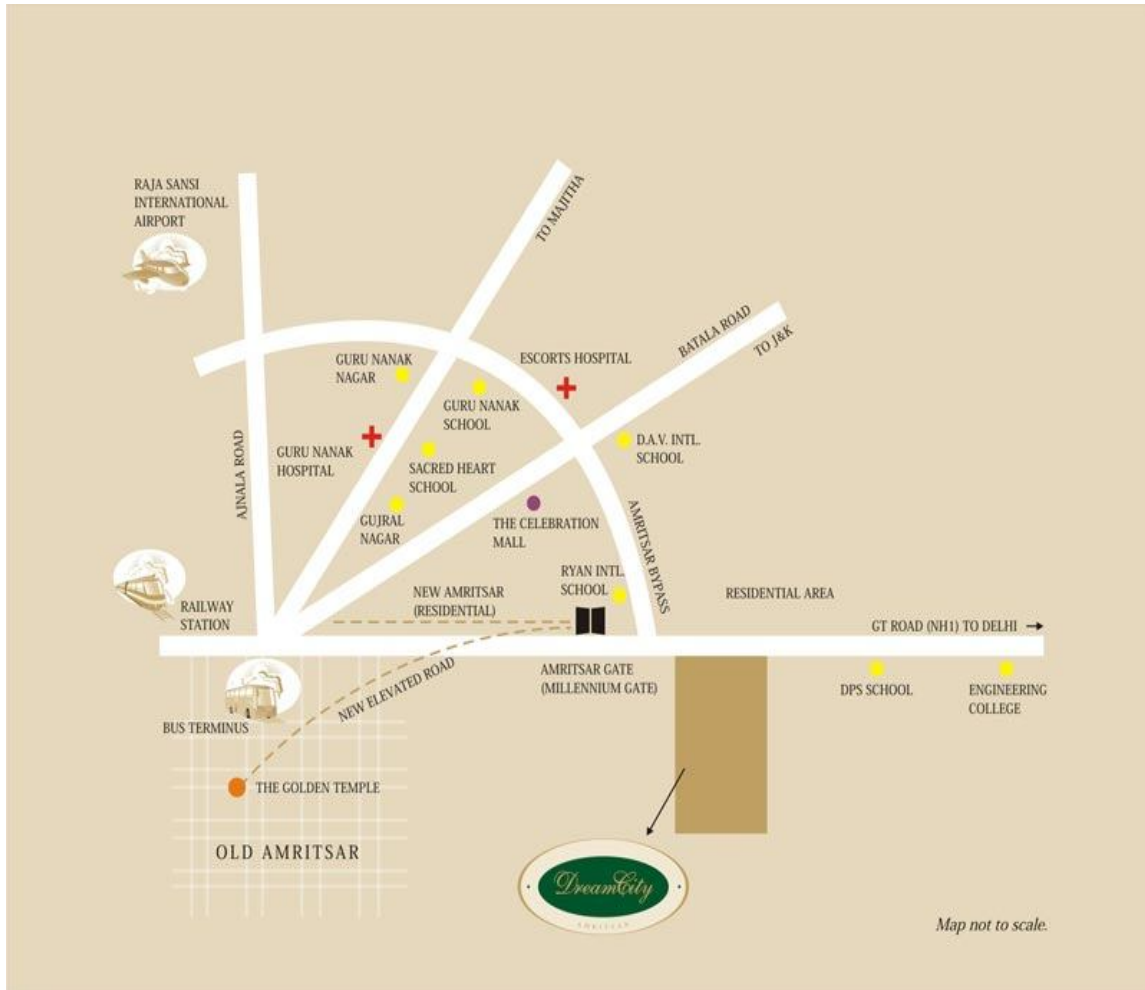 RAJA SANSI
INTERNATIONAL
AIRPORT
TO MAJITHA
BATALA ROAD
TO J&K
GURU NANAK
NAGAR
ESCORTS HOSPITAL
GURU NANAK
SCHOOL
AJNALA ROAD
GURU NANAK
HOSPITAL
SACRED HEART
SCHOOL
D.A.V. INTL.
SCHOOL
GUJRAL
NAGAR
THE CELEBRATION
MALL
AMRITSAR BYPASS
RYAN INTL.
SCHOOL
NEW AMRITSAR
(RESIDENTIAL)
RESIDENTIAL AREA
RAILWAY
STATION
GT ROAD (NH1) TO DELHI
NEW ELEVATED ROAD
AMRITSAR GATE
(MILLENNIUM GATE)
DPS SCHOOL
ENGINEERING
COLLEGE
BUS TERMINUS
THE GOLDEN TEMPLE
OLD AMRITSAR
DreamCity
AMRITSAR
Map not to scale.